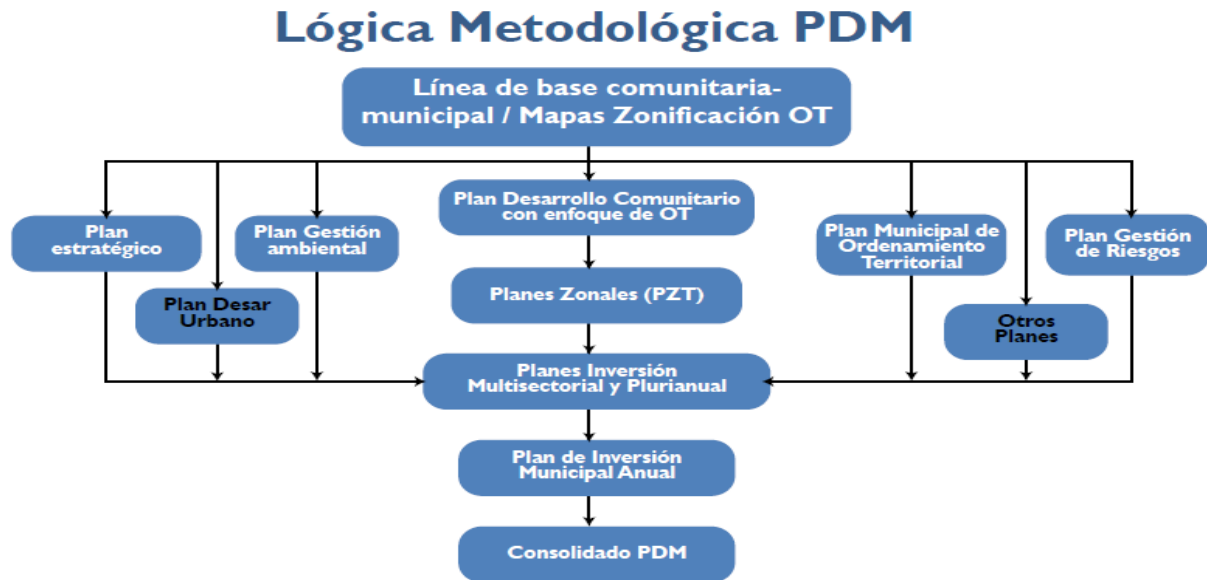 Lógica Metodológica PDM
Línea de base comunitaria-
municipal / Mapas Zonificación OT
Plan
estratégico
Plan Desar
Urbano
Plan Gestión
ambiental
Plan Desarrollo Comunitario
con enfoque de OT
Planes Zonales (PZT)
Plan Municipal de
Ordenamiento
Territorial
Otros
Planes
Plan Gestión
de Riesgos
Planes Inversión
Multisectorial y Plurianual
Plan de Inversión
Municipal Anual
Consolidado PDM